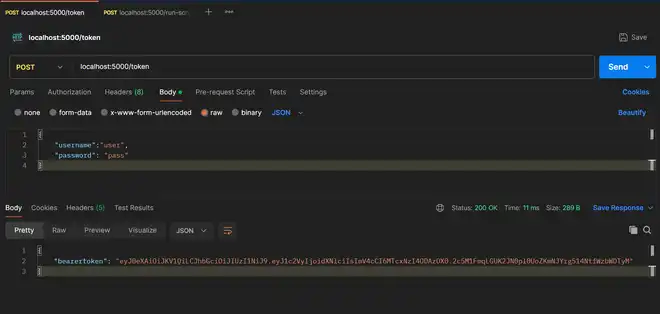 POST localhost:5000/token
POST localhost:5000/run-scr
localhost:5000/token
Save
POST localhost:5000/token
Send
Params Authorization Headers (8) Body Pre-request Script Tests Settings Cookies
none form-data x-www-form-urlencoded raw binary JSON Beautify
1 {
2 "username":"user",
3 "password": "pass"
4 }
Body Cookies Headers (5) Test Results Status: 200 OK Time: 11 ms Size: 289 B Save Response
Pretty Raw Preview Visualize JSON
1 {
2 "bearertoken":
3 }